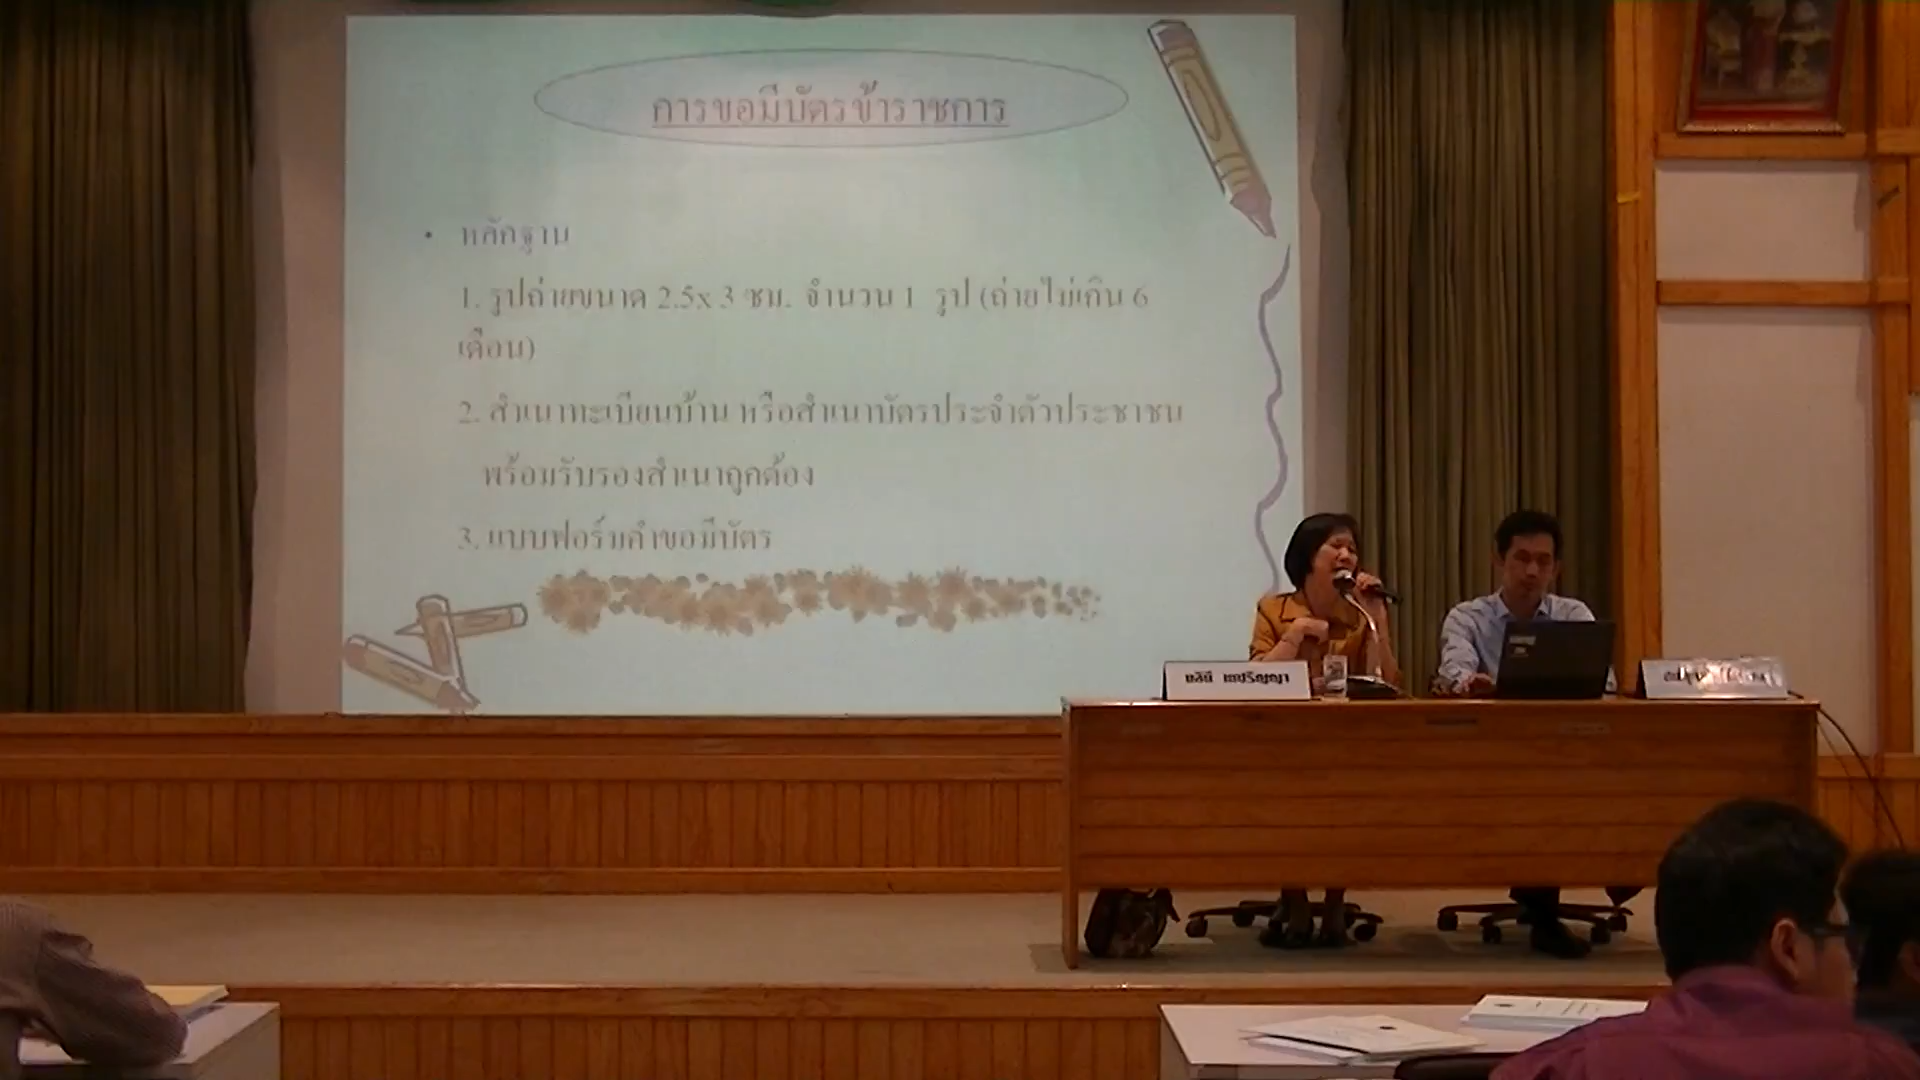 การขอมีบัตรข้าราชการ
• หลักฐาน
1. รูปถ่ายขนาด 2.5x 3 ซม. จำนวน 1 รูป (ถ่ายไม่เกิน 6
เดือน)
2. สำเนาทะเบียนบ้าน หรือสำเนาบัตรประจำตัวประชาชน
พร้อมรับรองสำเนาถูกต้อง
3. แบบฟอร์มคำขอมีบัตร